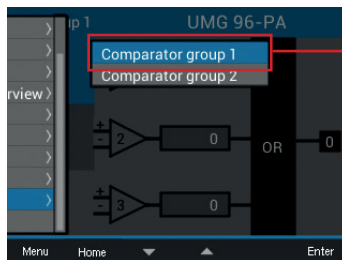 up 1 UMG 96-PA
Comparator group 1
Comparator group 2
rview
+
- 2 0
OR 0
+
- 3 0
Menu Home Enter